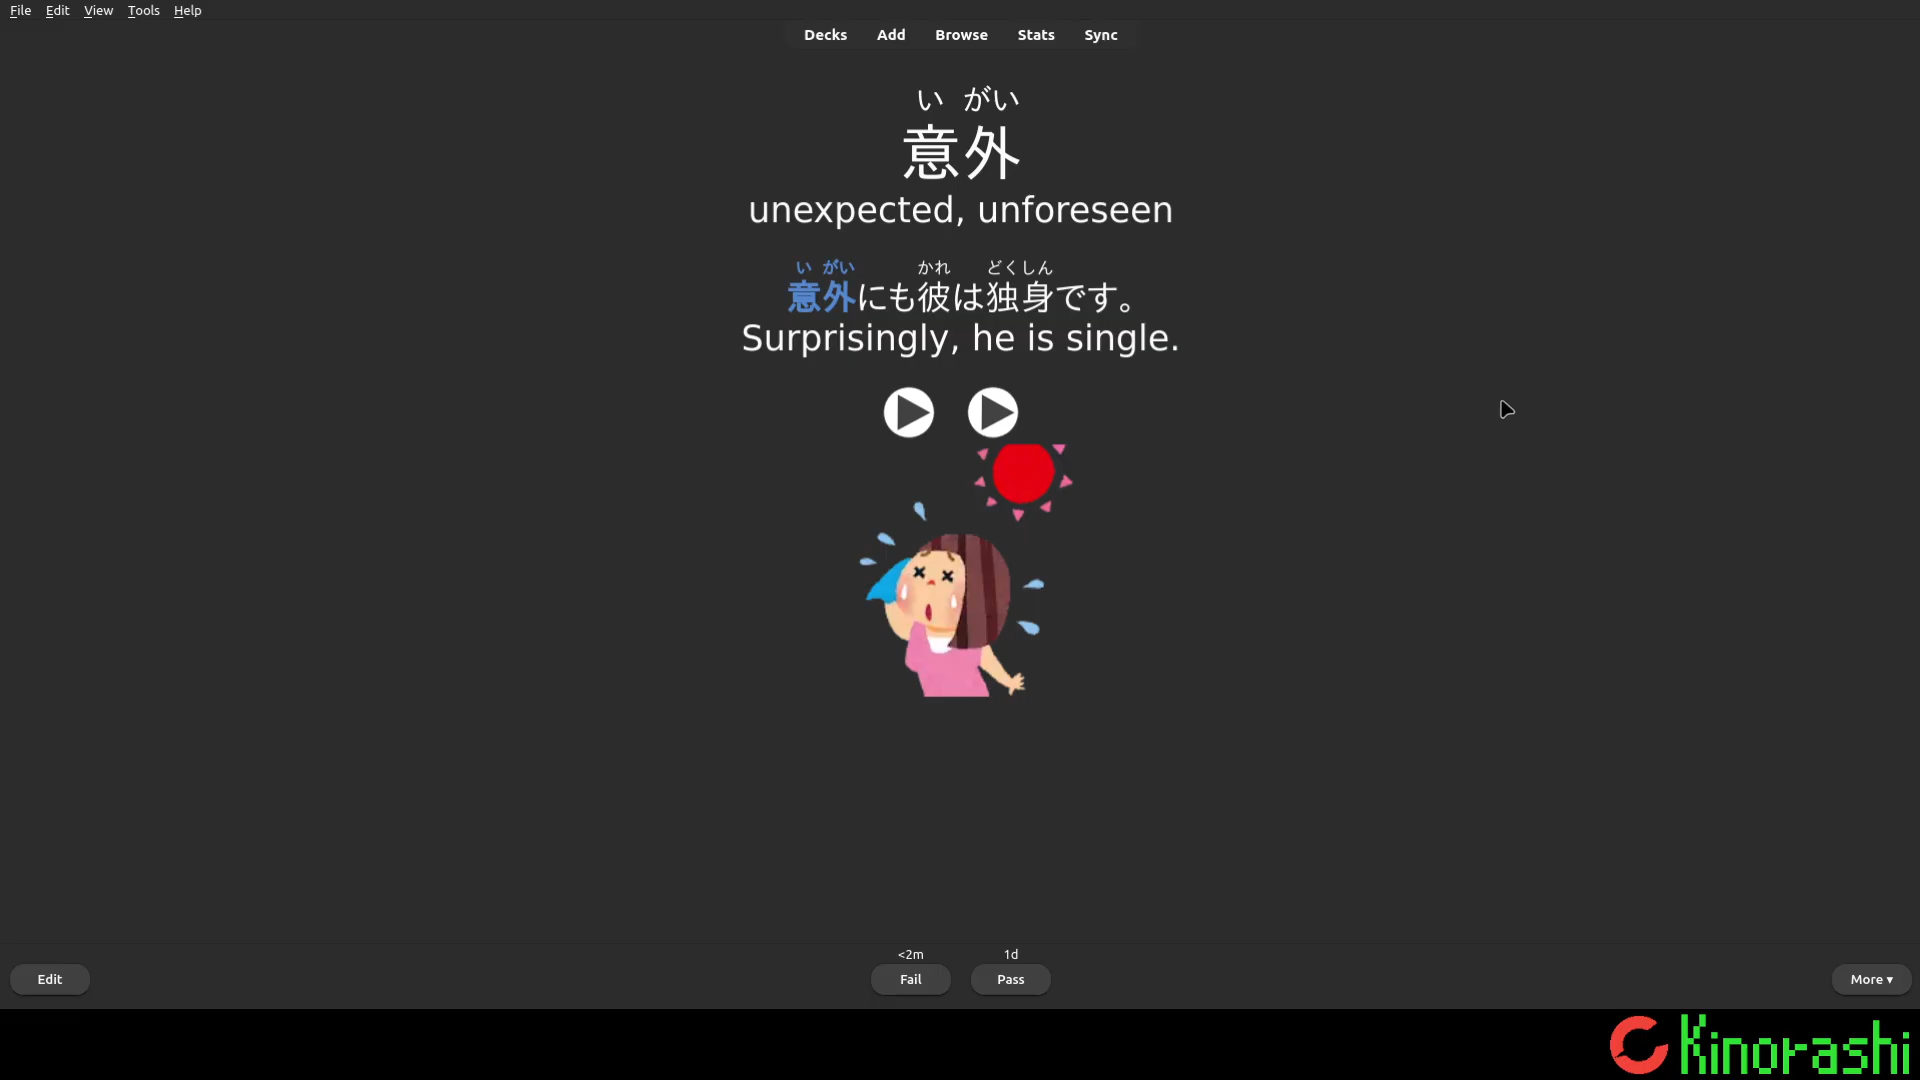 File Edit View Tools Help
Decks Add Browse Stats Sync
い がい
意外
unexpected, unforeseen
い がい かれ どくしん
意外にも彼は独身です。
Surprisingly, he is single.
<2m 1d
Edit Fail Pass More ▾
Kinorashi